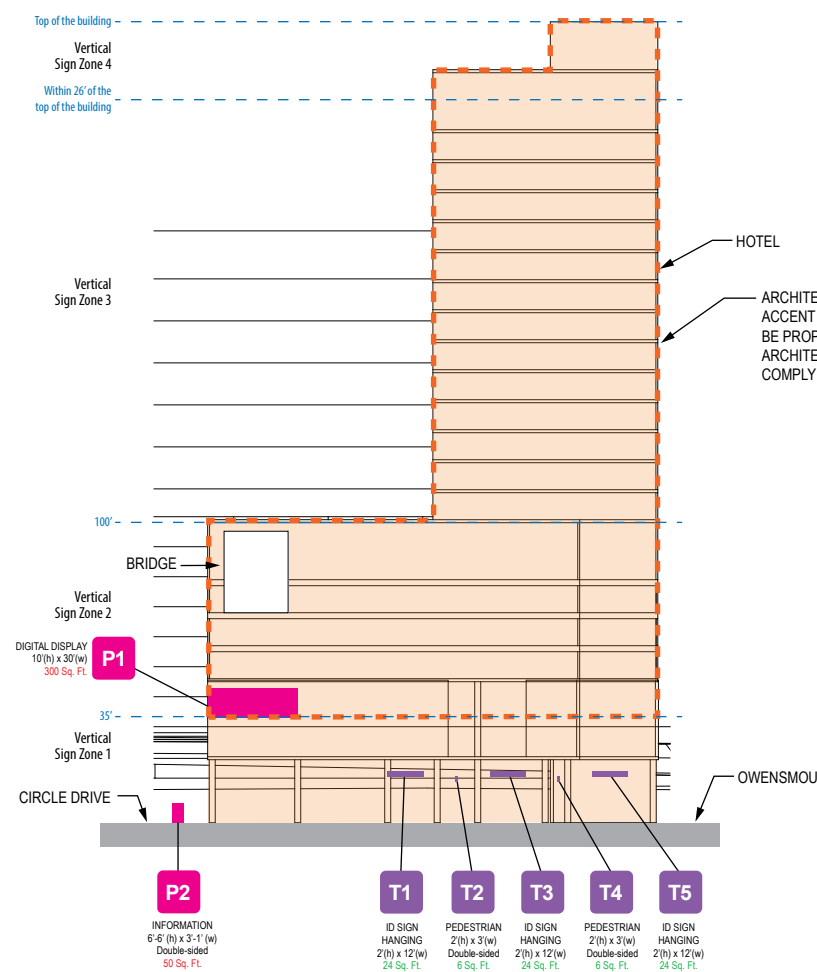 Top of the building
Vertical
Sign Zone 4
Within 26' of the
top of the building
HOTEL
Vertical
Sign Zone 3
ARCHITE
ACCENT
BE PROP
ARCHITE
COMPLY
100'
BRIDGE
Vertical
Sign Zone 2
DIGITAL DISPLAY
10'(h) x 30'(w)
300 Sq. Ft.
P1
35'
Vertical
Sign Zone 1
CIRCLE DRIVE
OWENSMOU
P2
INFORMATION
6'-6' (h) x 3'-1' (w)
Double-sided
50 Sq. Ft.
T1
ID SIGN
HANGING
2'(h) x 12'(w)
24 Sq. Ft.
T2
PEDESTRIAN
2'(h) x 3'(w)
Double-sided
6 Sq. Ft.
T3
ID SIGN
HANGING
2'(h) x 12'(w)
24 Sq. Ft.
T4
PEDESTRIAN
2'(h) x 3'(w)
Double-sided
6 Sq. Ft.
T5
ID SIGN
HANGING
2'(h) x 12'(w)
24 Sq. Ft.